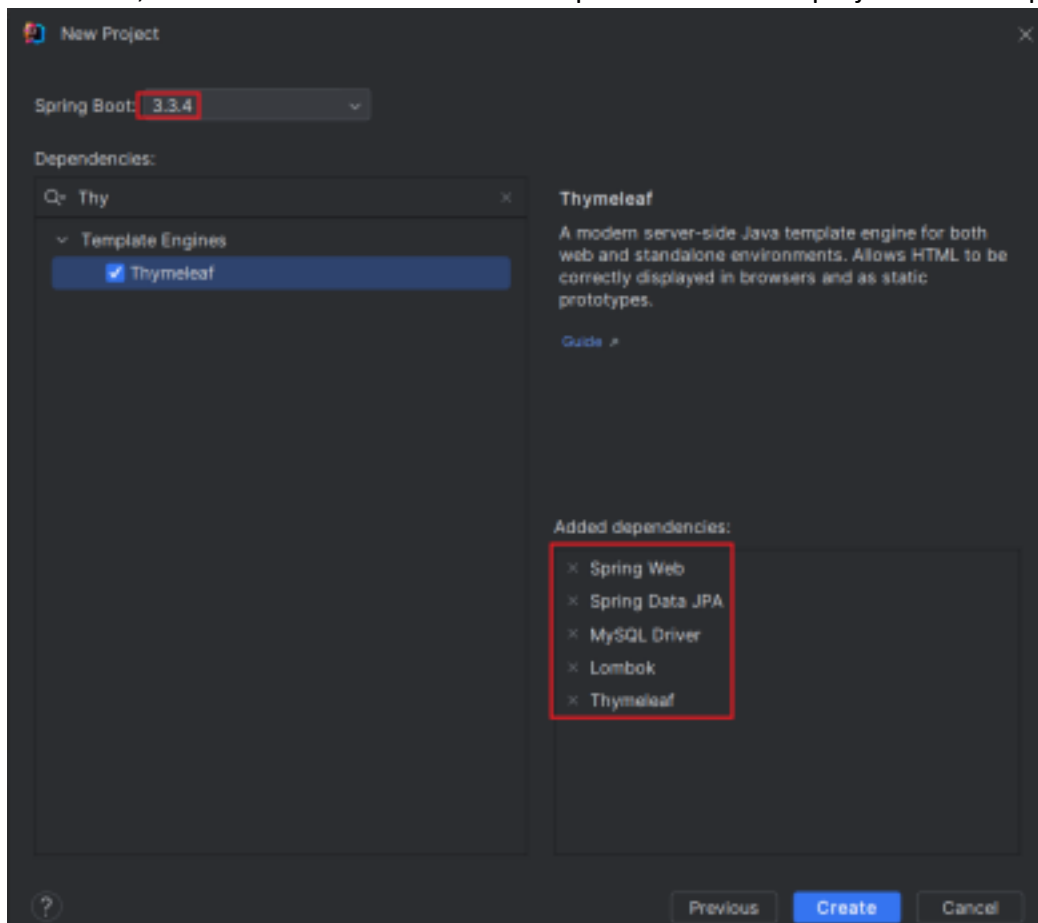 New Project
Spring Boot: 3.3.4
Dependencies:
Thy
Template Engines
Thymeleaf
Thymeleaf
A modern server-side Java template engine for both
web and standalone environments. Allows HTML to be
correctly displayed in browsers and as static
prototypes.
Guide ↗
Added dependencies:
× Spring Web
× Spring Data JPA
× MySQL Driver
× Lombok
× Thymeleaf
?
Previous
Create
Cancel